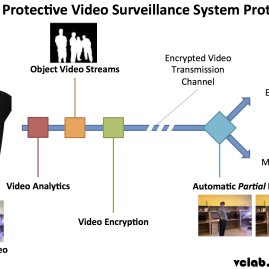 Protective Video Surveillance System Prot
Object Video Streams
Encrypted Video
Transmission
Channel
E
M
Video Analytics
Automatic Partial
Video Encryption
eo
vclab.